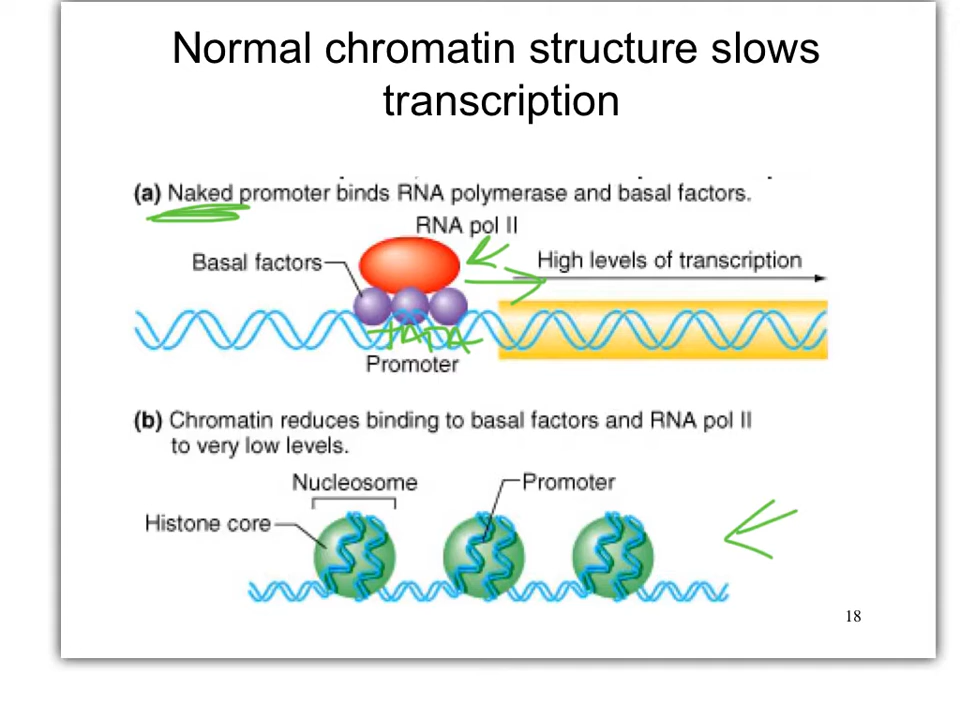 Normal chromatin structure slows
transcription
(a) Naked promoter binds RNA polymerase and basal factors.
RNA pol II
Basal factors
High levels of transcription
TATA
Promoter
(b) Chromatin reduces binding to basal factors and RNA pol II
to very low levels.
Nucleosome
Promoter
Histone core
18